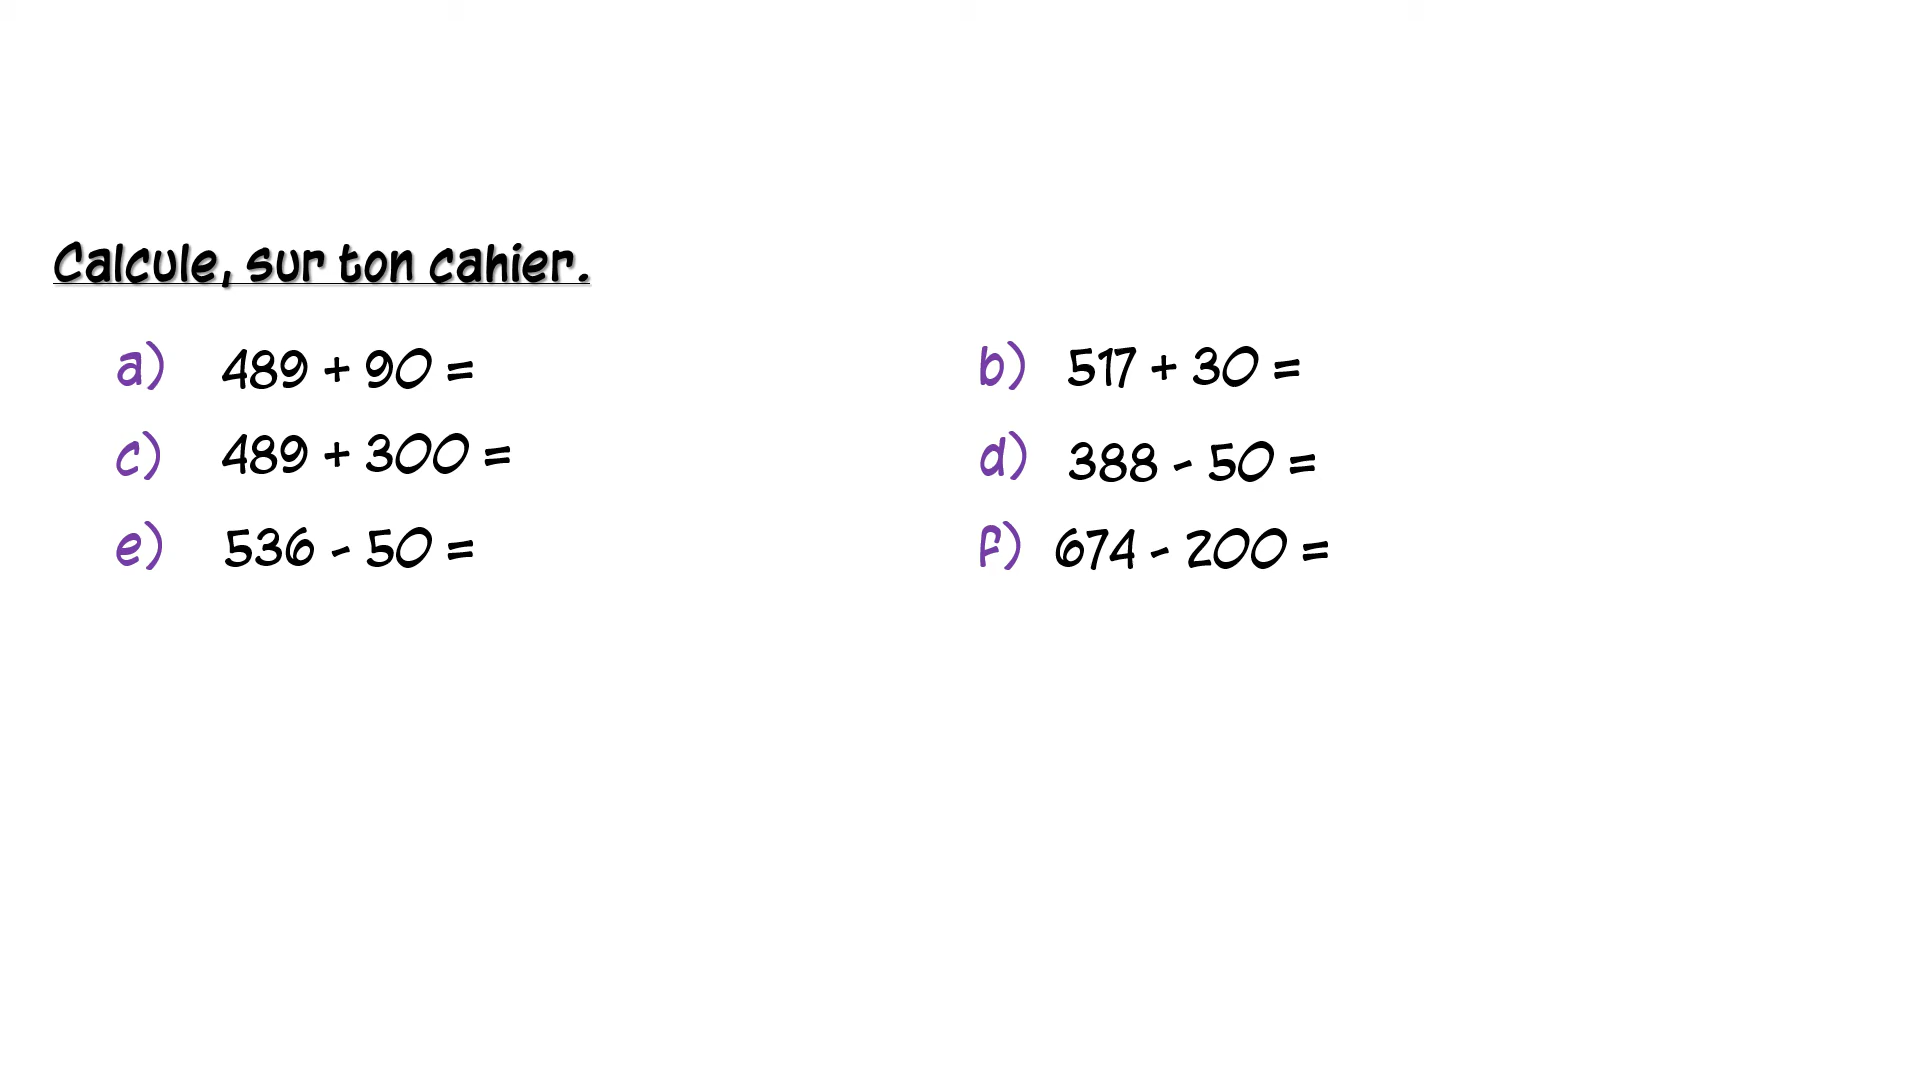 Calcule, sur ton cahier.
a) 489 + 90 =
b) 517 + 30 =
c) 489 + 300 =
d) 388 - 50 =
e) 536 - 50 =
f) 674 - 200 =